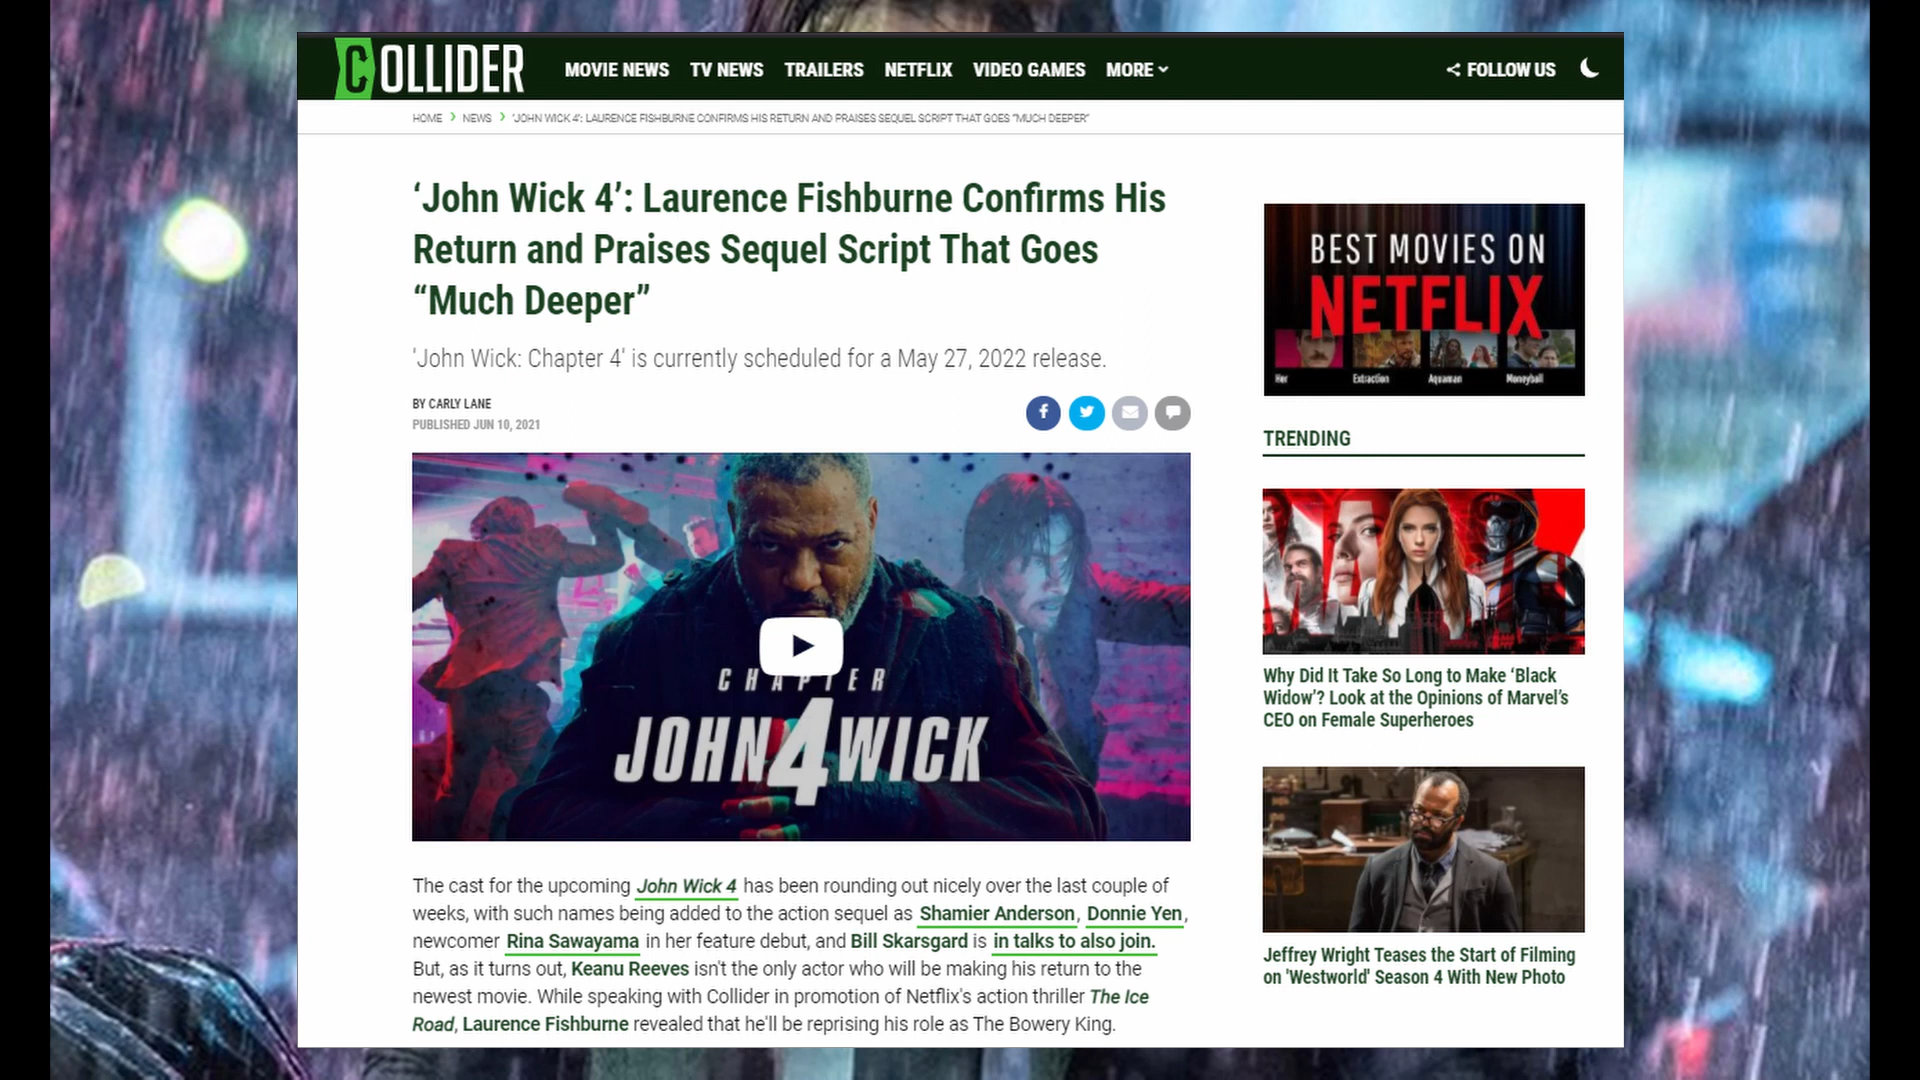 COLLIDER
MOVIE NEWS TV NEWS TRAILERS NETFLIX VIDEO GAMES MORE
FOLLOW US
HOME > NEWS > 'JOHN WICK 4': LAURENCE FISHBURNE CONFIRMS HIS RETURN AND PRAISES SEQUEL SCRIPT THAT GOES "MUCH DEEPER"
‘John Wick 4’: Laurence Fishburne Confirms His
Return and Praises Sequel Script That Goes
“Much Deeper”
'John Wick: Chapter 4' is currently scheduled for a May 27, 2022 release.
BY CARLY LANE
PUBLISHED JUN 10, 2021
CHAPTER
JOHN 4 WICK
The cast for the upcoming John Wick 4 has been rounding out nicely over the last couple of
weeks, with such names being added to the action sequel as Shamier Anderson, Donnie Yen,
newcomer Rina Sawayama in her feature debut, and Bill Skarsgard is in talks to also join.
But, as it turns out, Keanu Reeves isn't the only actor who will be making his return to the
newest movie. While speaking with Collider in promotion of Netflix's action thriller The Ice
Road, Laurence Fishburne revealed that he'll be reprising his role as The Bowery King.
BEST MOVIES ON
NETFLIX
Her Extraction Aquaman Moneyball
TRENDING
Why Did It Take So Long to Make ‘Black
Widow’? Look at the Opinions of Marvel’s
CEO on Female Superheroes
Jeffrey Wright Teases the Start of Filming
on 'Westworld' Season 4 With New Photo